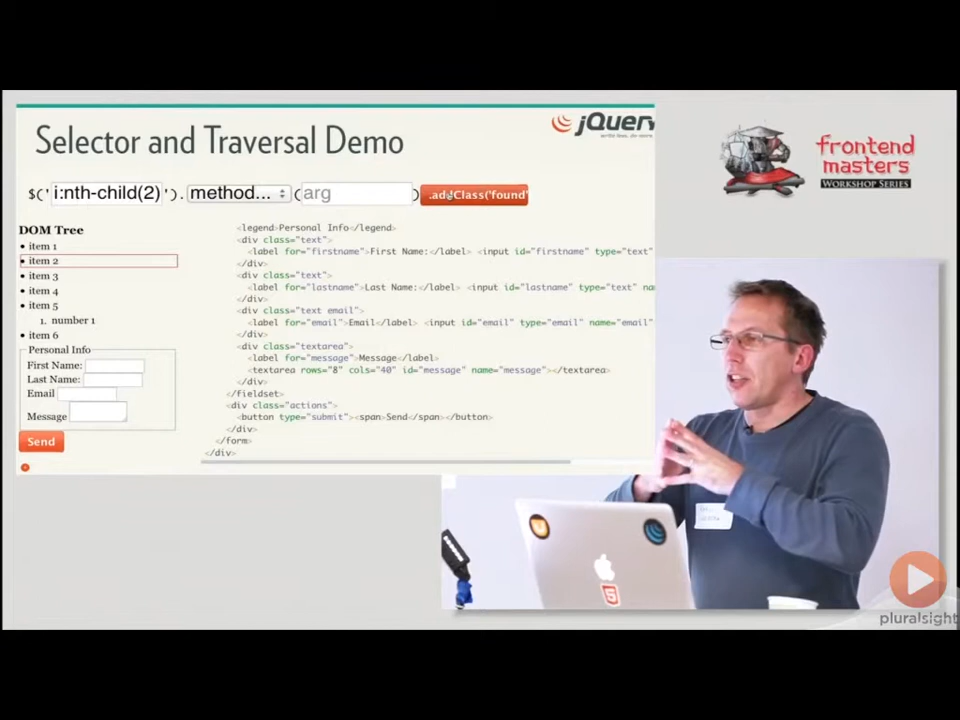 Selector and Traversal Demo
jQuery
write less, do more.
$(' i:nth-child(2) '). method... ( arg ) .addClass('found'
DOM Tree
item 1
item 2
item 3
item 4
item 5
1. number 1
item 6
Personal Info
First Name:
Last Name:
Email
Message
Send
<legend>Personal Info</legend>
<div class="text">
<label for="firstname">First Name:</label> <input id="firstname" type="text"
</div>
<div class="text">
<label for="lastname">Last Name:</label> <input id="lastname" type="text" na
</div>
<div class="text email">
<label for="email">Email</label> <input id="email" type="email" name="email"
</div>
<div class="textarea">
<label for="message">Message</label>
<textarea rows="8" cols="40" id="message" name="message"></textarea>
</div>
</fieldset>
<div class="actions">
<button type="submit"><span>Send</span></button>
</div>
</form>
</div>
frontend
masters
WORKSHOP SERIES
pluralsight